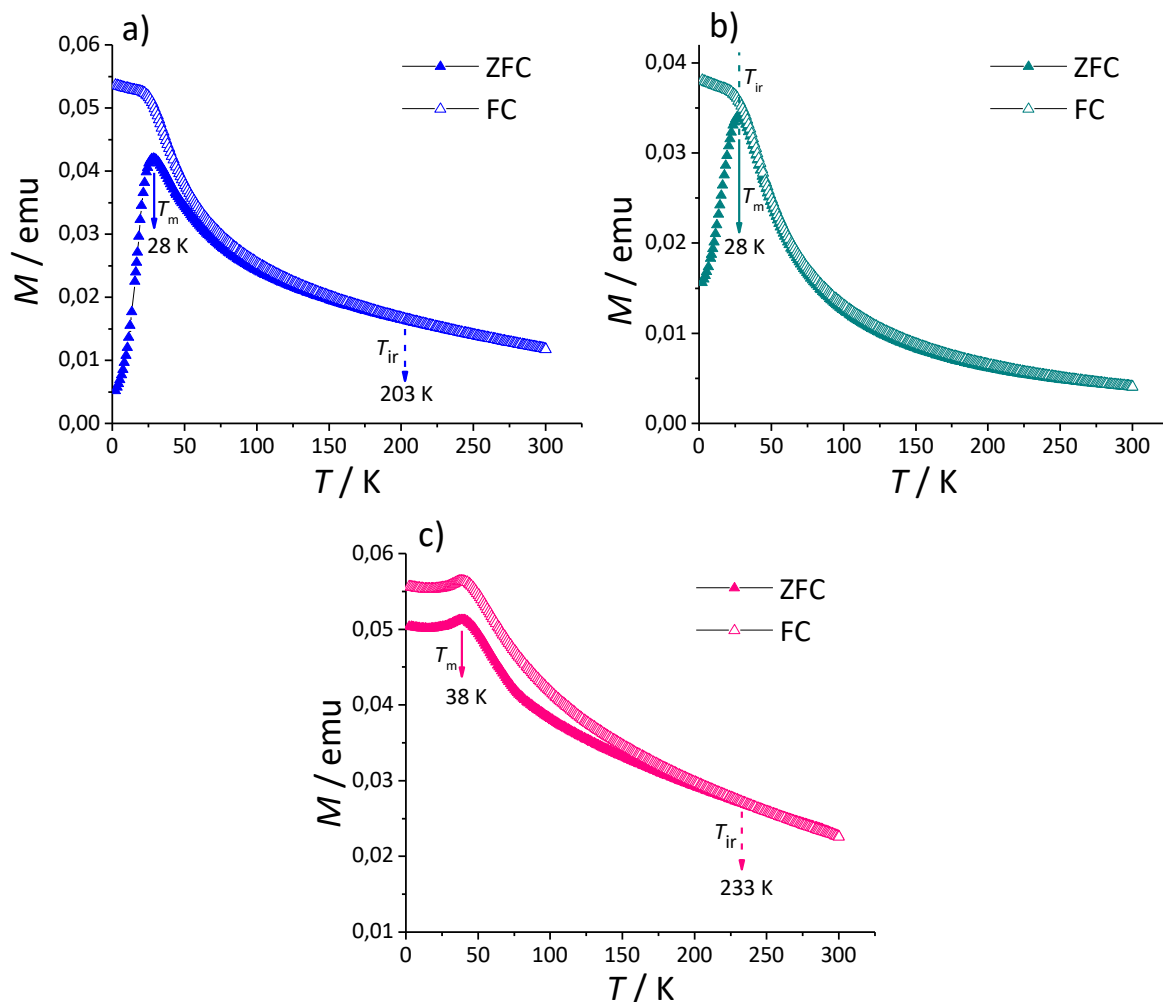 a)
0,06
0,05
0,04
0,03
0,02
0,01
0,00
M / emu
ZFC
FC
T_m
28 K
T_ir
203 K
0 50 100 150 200 250 300
T / K
b)
0,04
0,03
0,02
0,01
0,00
M / emu
ZFC
FC
T_ir
T_m
28 K
0 50 100 150 200 250 300
T / K
c)
0,06
0,05
0,04
0,03
0,02
0,01
M / emu
ZFC
FC
T_m
38 K
T_ir
233 K
0 50 100 150 200 250 300
T / K